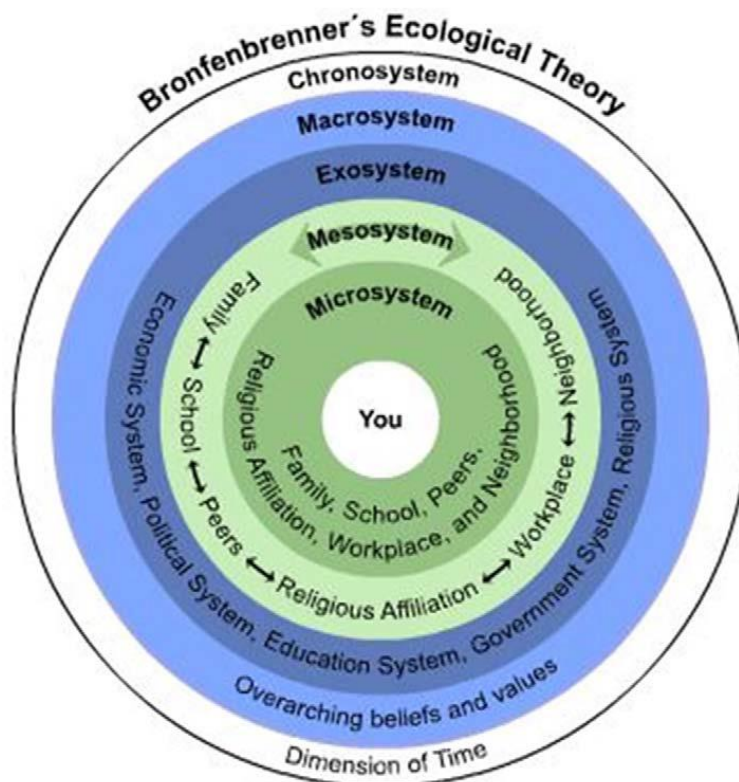 Bronfenbrenner´s Ecological Theory
Chronosystem
Macrosystem
Exosystem
Mesosystem
Microsystem
You
Family, School, Peers,
Religious Affiliation, Workplace, and Neighborhood
Family
School
Peers
Religious Affiliation
Workplace
Neighborhood
Economic System, Political System, Education System, Government System, Religious System
Overarching beliefs and values
Dimension of Time